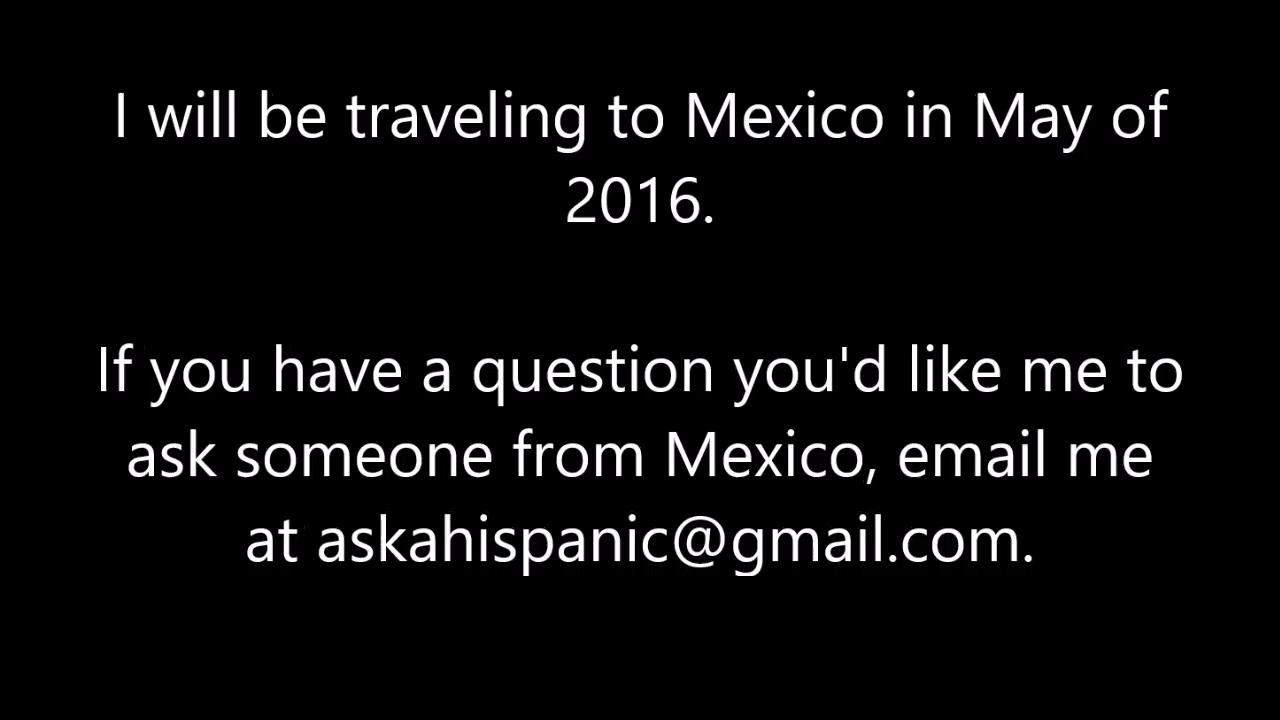 I will be traveling to Mexico in May of
2016.
If you have a question you'd like me to
ask someone from Mexico, email me
at askahispanic@gmail.com.